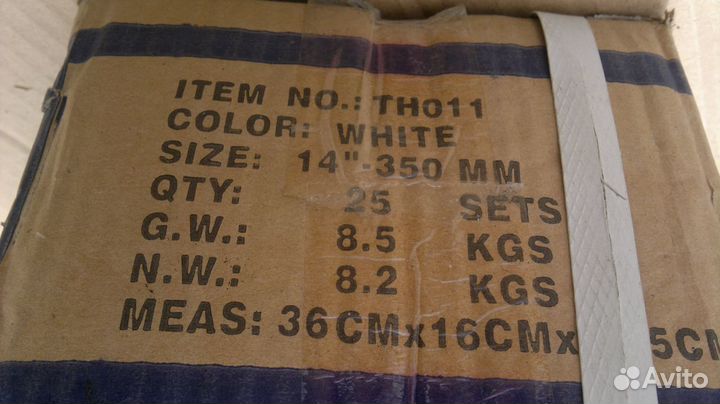 ITEM NO.: TH011
COLOR: WHITE
SIZE: 14"-350 MM
QTY: 25 SETS
G.W.: 8.5 KGS
N.W.: 8.2 KGS
MEAS: 36CMx16CMx 5CM
Avito